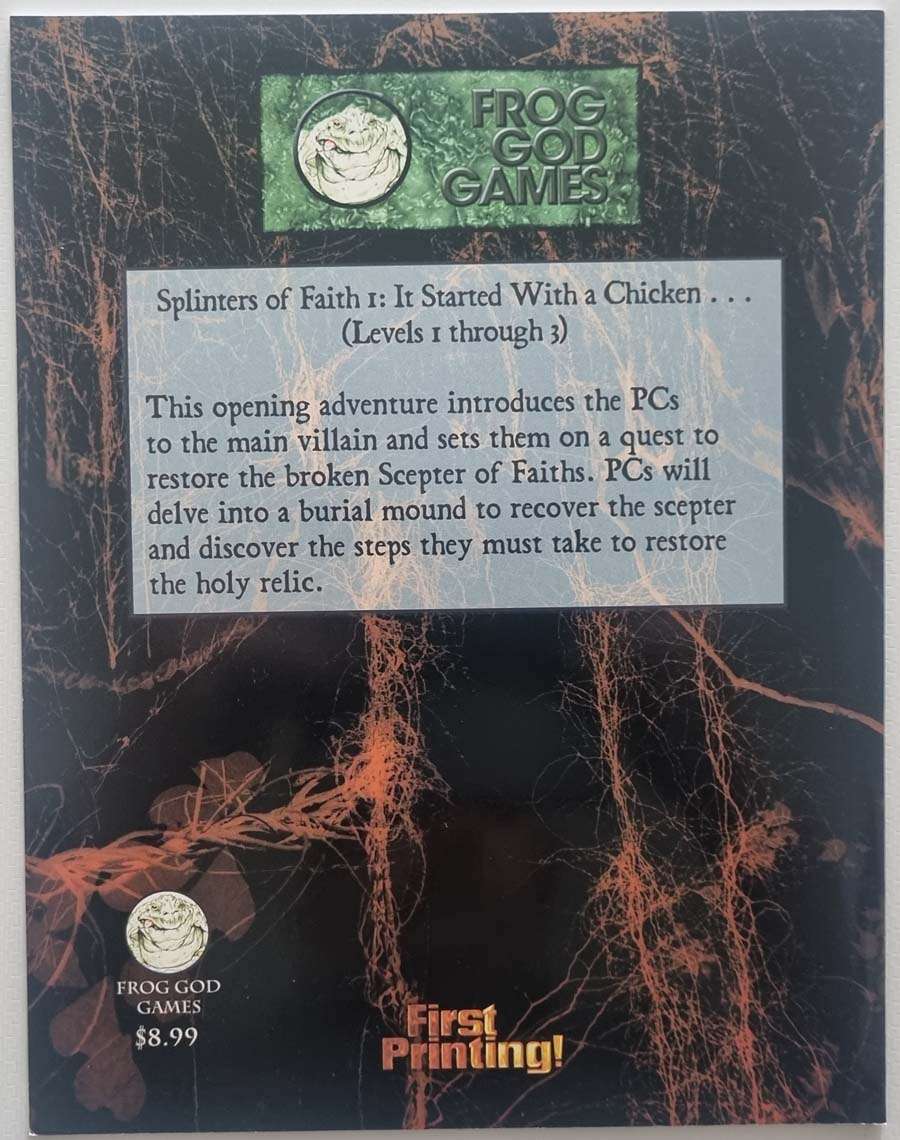 FROG
GOD
GAMES
Splinters of Faith 1: It Started With a Chicken . . .
(Levels 1 through 3)
This opening adventure introduces the PCs
to the main villain and sets them on a quest to
restore the broken Scepter of Faiths. PCs will
delve into a burial mound to recover the scepter
and discover the steps they must take to restore
the holy relic.
FROG GOD
GAMES
$8.99
First
Printing!